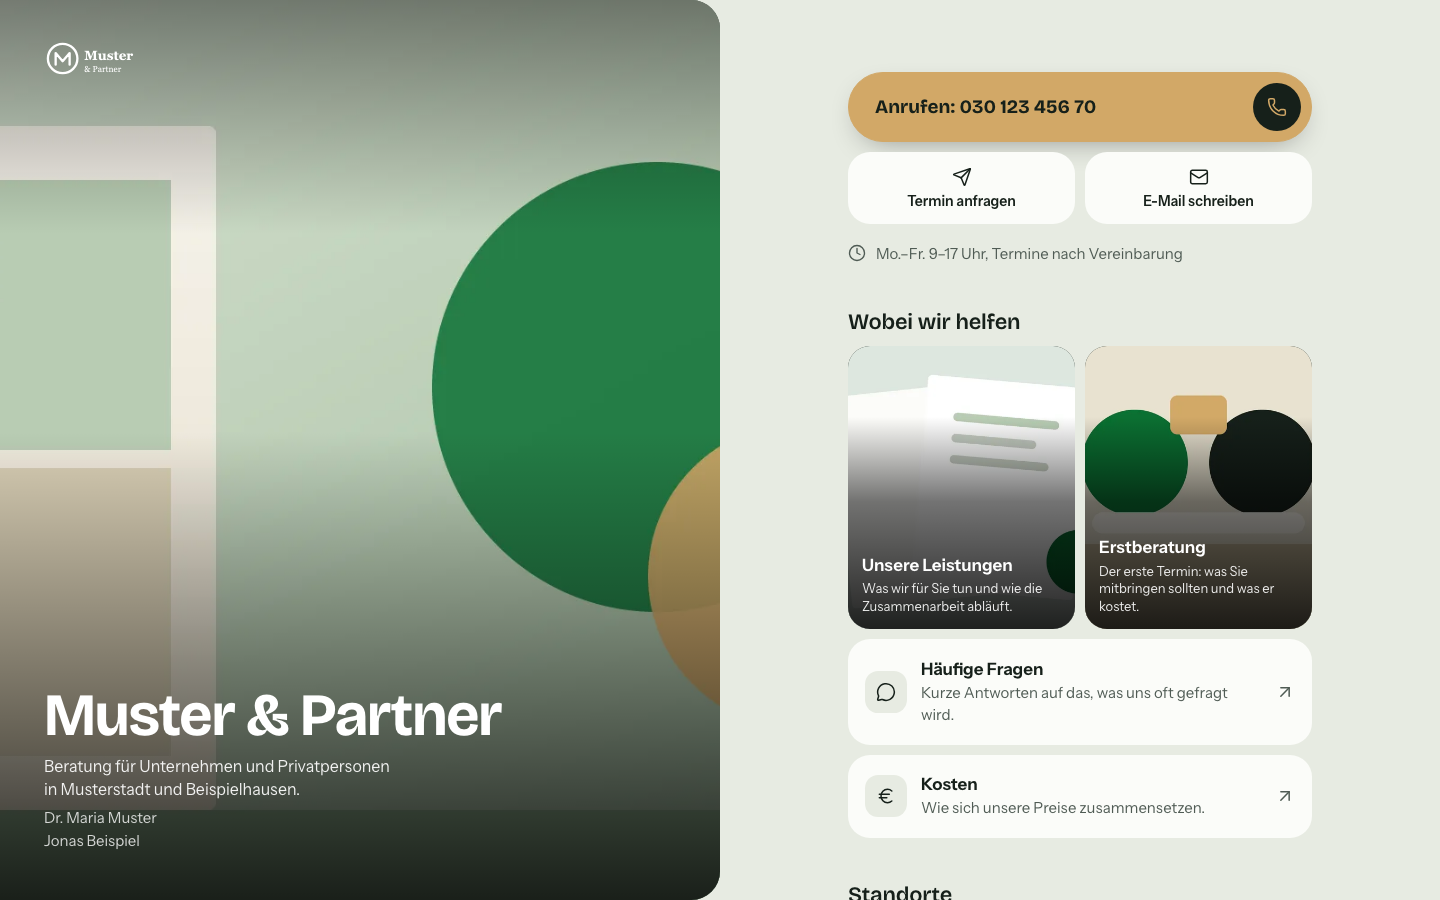 Muster
& Partner
Muster & Partner
Beratung für Unternehmen und Privatpersonen
in Musterstadt und Beispielhausen.
Dr. Maria Muster
Jonas Beispiel
Anrufen: 030 123 456 70
Termin anfragen
E-Mail schreiben
Mo.–Fr. 9–17 Uhr, Termine nach Vereinbarung
Wobei wir helfen
Unsere Leistungen
Was wir für Sie tun und wie die
Zusammenarbeit abläuft.
Erstberatung
Der erste Termin: was Sie
mitbringen sollten und was er
kostet.
Häufige Fragen
Kurze Antworten auf das, was uns oft gefragt
wird.
Kosten
Wie sich unsere Preise zusammensetzen.
Standorte